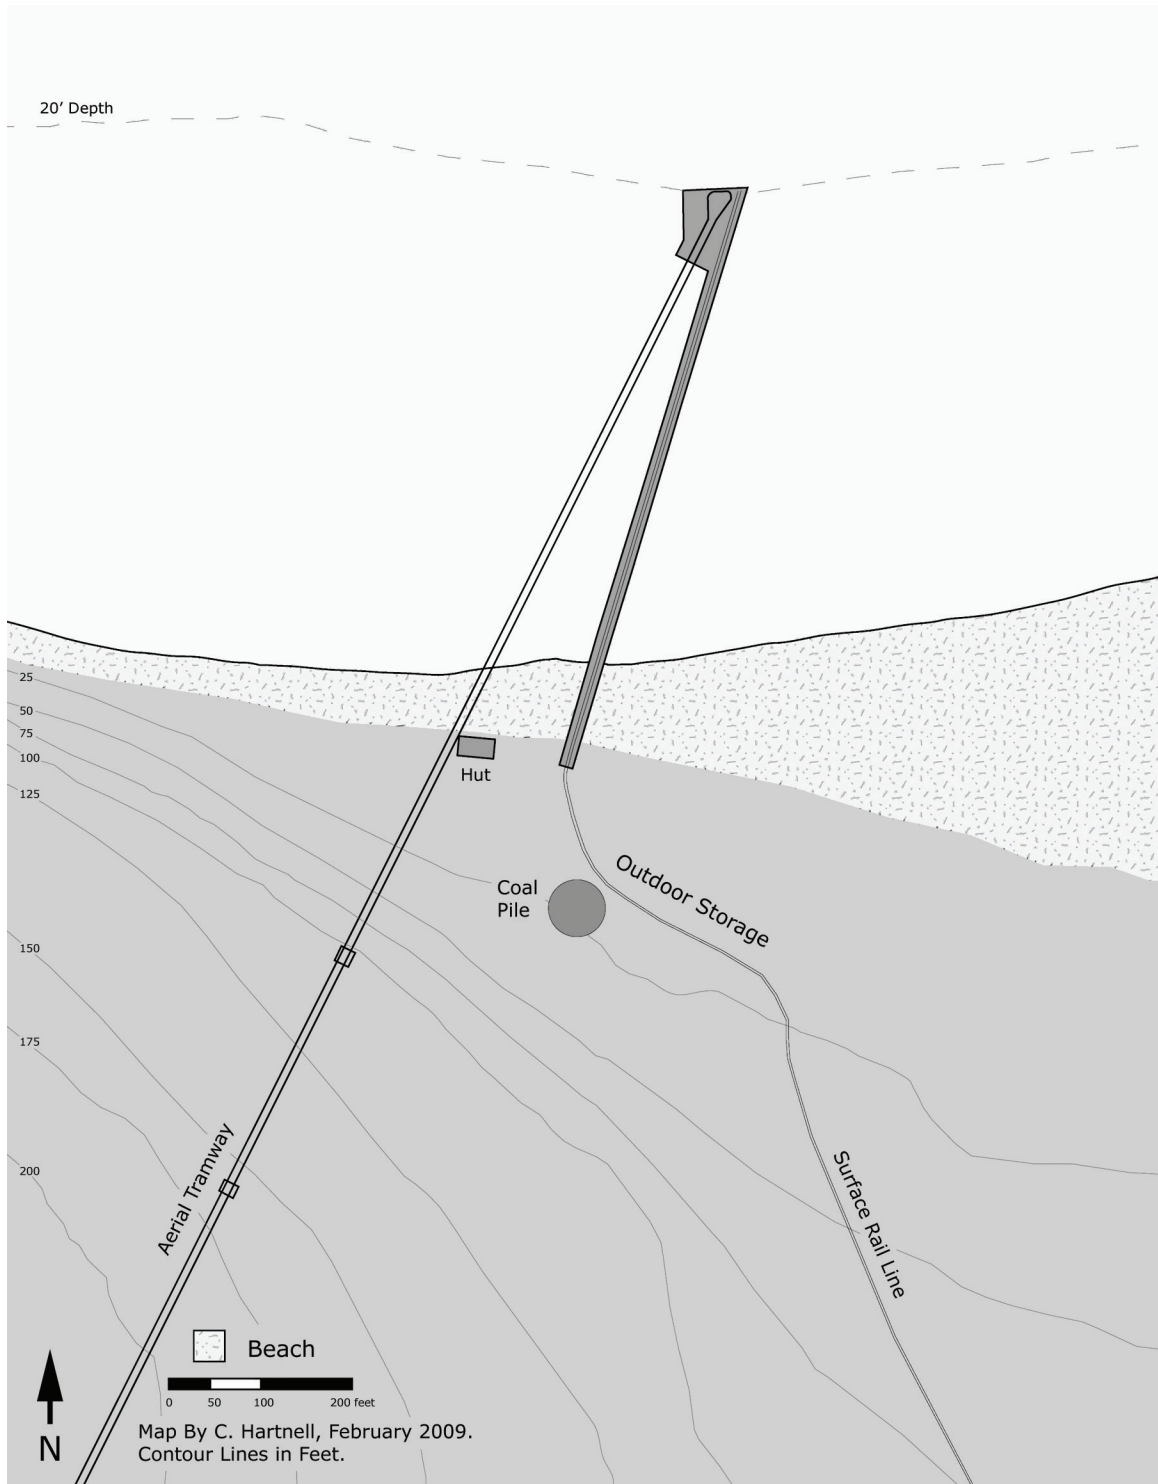 20’ Depth
25
50
75
100
125
Hut
Coal
Pile
Outdoor Storage
150
175
200
Aerial Tramway
Surface Rail Line
Beach
0 50 100 200 feet
N
Map By C. Hartnell, February 2009.
Contour Lines in Feet.